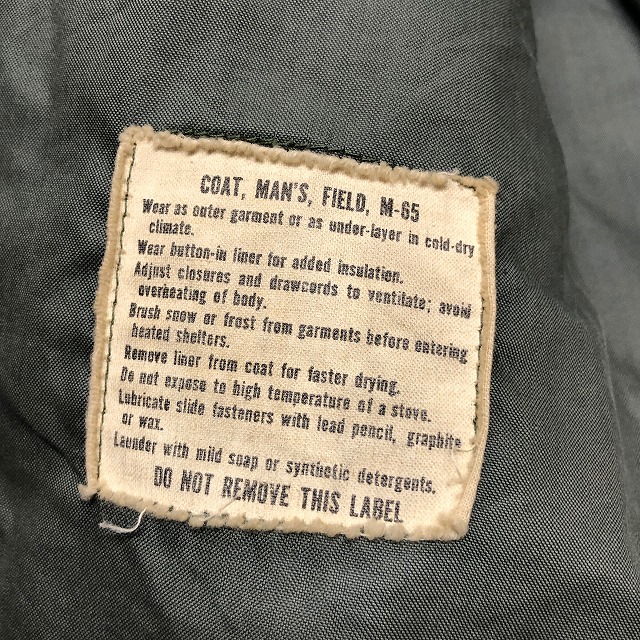 COAT, MAN'S, FIELD, M-65
Wear as outer garment or as under-layer in cold-dry
climate.
Wear button-in liner for added insulation.
Adjust closures and drawcords to ventilate; avoid
overheating of body.
Brush snow or frost from garments before entering
heated shelters.
Remove liner from coat for faster drying.
Do not expose to high temperature of a stove.
Lubricate slide fasteners with lead pencil, graphite
or wax.
Launder with mild soap or synthetic detergents.
DO NOT REMOVE THIS LABEL